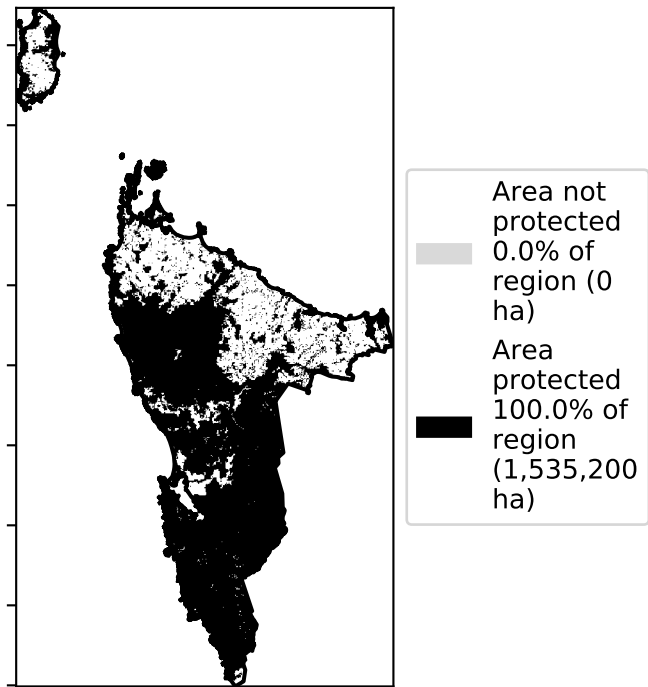 Area not
protected
0.0% of
region (0
ha)
Area
protected
100.0% of
region
(1,535,200
ha)